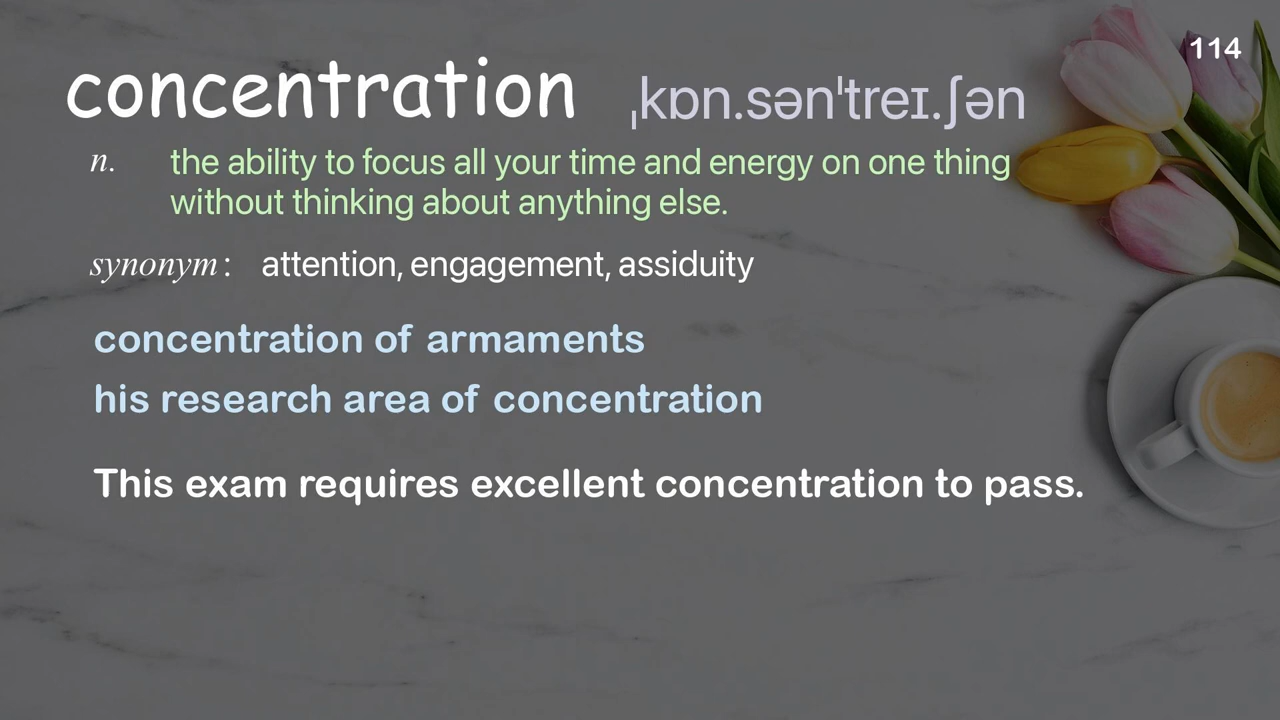 114
concentration ˌkɒn.sənˈtreɪ.ʃən
n. the ability to focus all your time and energy on one thing
without thinking about anything else.
synonym: attention, engagement, assiduity
concentration of armaments
his research area of concentration
This exam requires excellent concentration to pass.